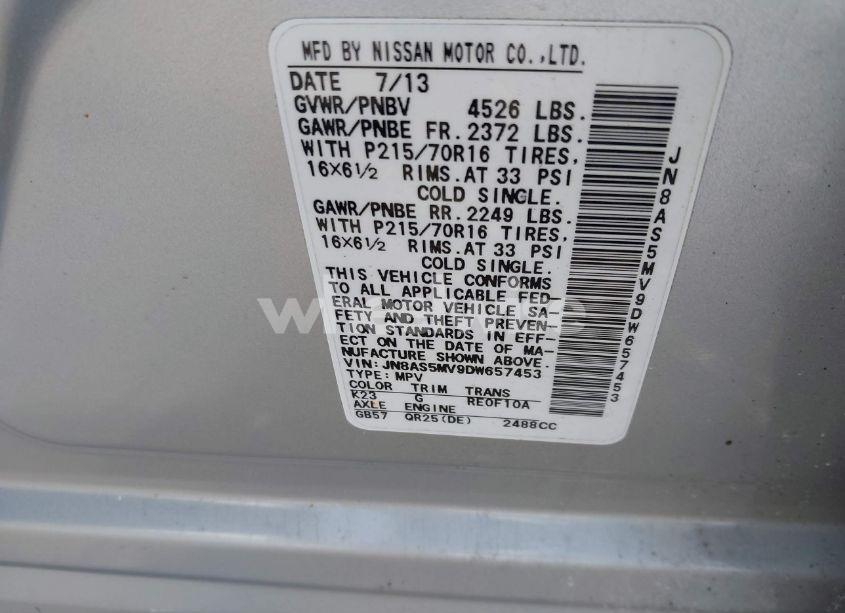 MFD BY NISSAN MOTOR CO.,LTD.
DATE 7/13
GVWR/PNBV 4526 LBS.
GAWR/PNBE FR. 2372 LBS.
WITH P215/70R16 TIRES,
16×6½ RIMS.AT 33 PSI
COLD SINGLE.
GAWR/PNBE RR. 2249 LBS.
WITH P215/70R16 TIRES,
16×6½ RIMS.AT 33 PSI
COLD SINGLE.
THIS VEHICLE CONFORMS
TO ALL APPLICABLE FED-
ERAL MOTOR VEHICLE SA-
FETY AND THEFT PREVEN-
TION STANDARDS IN EFF-
ECT ON THE DATE OF MA-
NUFACTURE SHOWN ABOVE.
VIN: JN8AS5MV9DW657453
TYPE: MPV
COLOR TRIM TRANS
K23 G RE0F10A
AXLE ENGINE
GB57 QR25(DE) 2488CC
JN8AS5MV9DW657453